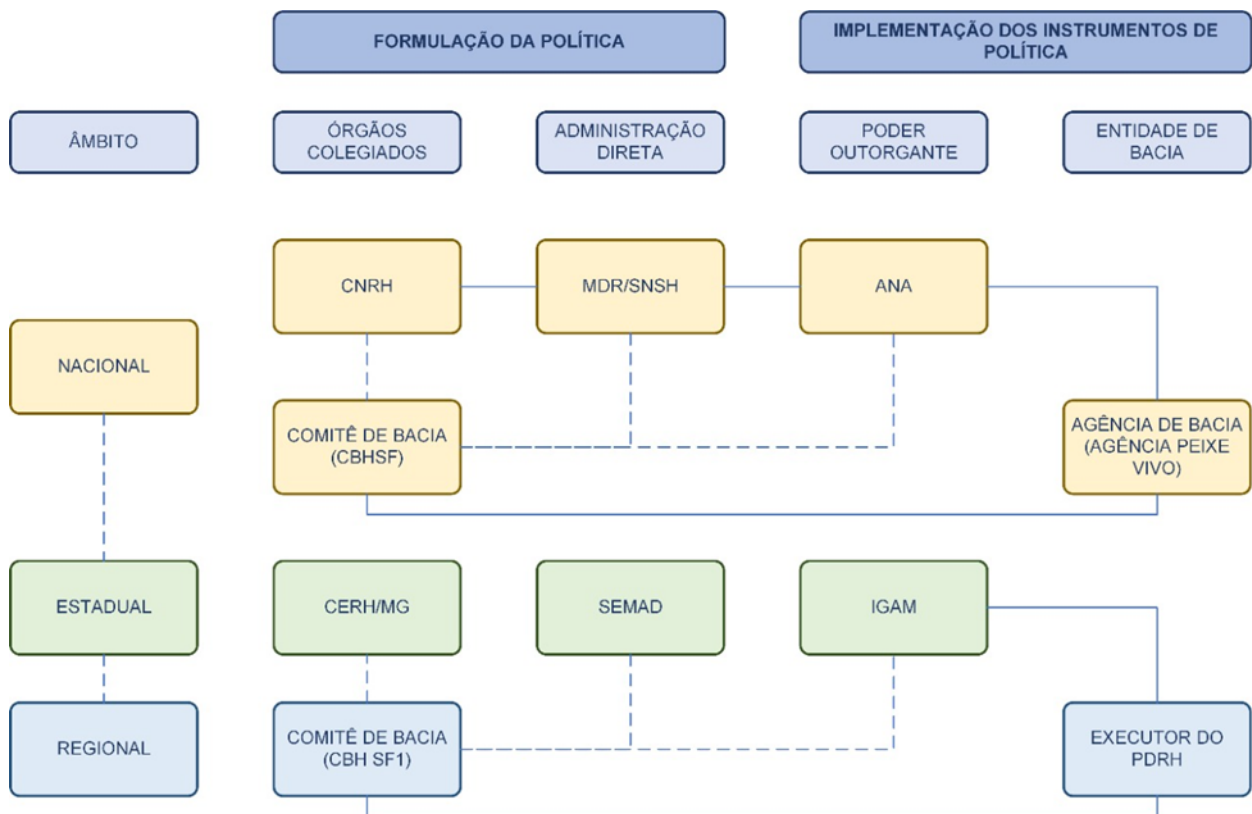 FORMULAÇÃO DA POLÍTICA
IMPLEMENTAÇÃO DOS INSTRUMENTOS DE
POLÍTICA
ÂMBITO
ÓRGÃOS
COLEGIADOS
ADMINISTRAÇÃO
DIRETA
PODER
OUTORGANTE
ENTIDADE DE
BACIA
CNRH
MDR/SNSH
ANA
NACIONAL
COMITÊ DE BACIA
(CBHSF)
AGÊNCIA DE BACIA
(AGÊNCIA PEIXE
VIVO)
ESTADUAL
CERH/MG
SEMAD
IGAM
REGIONAL
COMITÊ DE BACIA
(CBH SF1)
EXECUTOR DO
PDRH